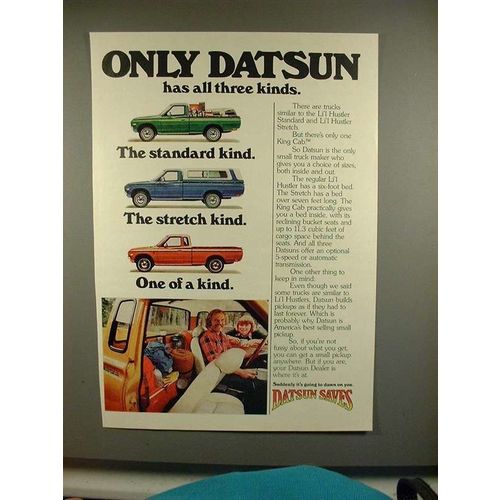 ONLY DATSUN
has all three kinds.
The standard kind.
The stretch kind.
One of a kind.
There are trucks
similar to the Li'l Hustler
Standard and Li'l Hustler
Stretch.
But there's only one
King Cab.™
So Datsun is the only
small truck maker who
gives you a choice of sizes,
both inside and out.
The regular Li'l
Hustler has a six-foot bed.
The Stretch has a bed
over seven feet long. The
King Cab practically gives
you a bed inside, with its
reclining bucket seats and
up to 11.3 cubic feet of
cargo space behind the
seats. And all three
Datsuns offer an optional
5-speed or automatic
transmission.
One other thing to
keep in mind:
Even though we said
some trucks are similar to
Li'l Hustlers, Datsun builds
pickups as if they had to
last forever. Which is
probably why Datsun is
America's best selling small
pickup.
So, if you're not
fussy about what you get,
you can get a small pickup
anywhere. But if you are,
your Datsun Dealer is
where it's at.
Suddenly it's going to dawn on you.
DATSUN SAVES